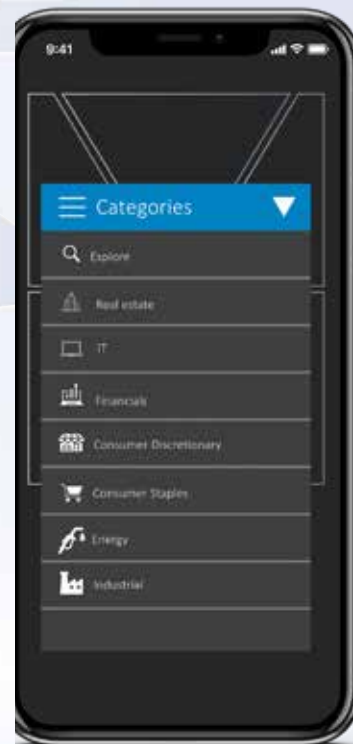 9:41
Categories
Explore
Real estate
IT
Financials
Consumer Discretionary
Consumer Staples
Energy
Industrial